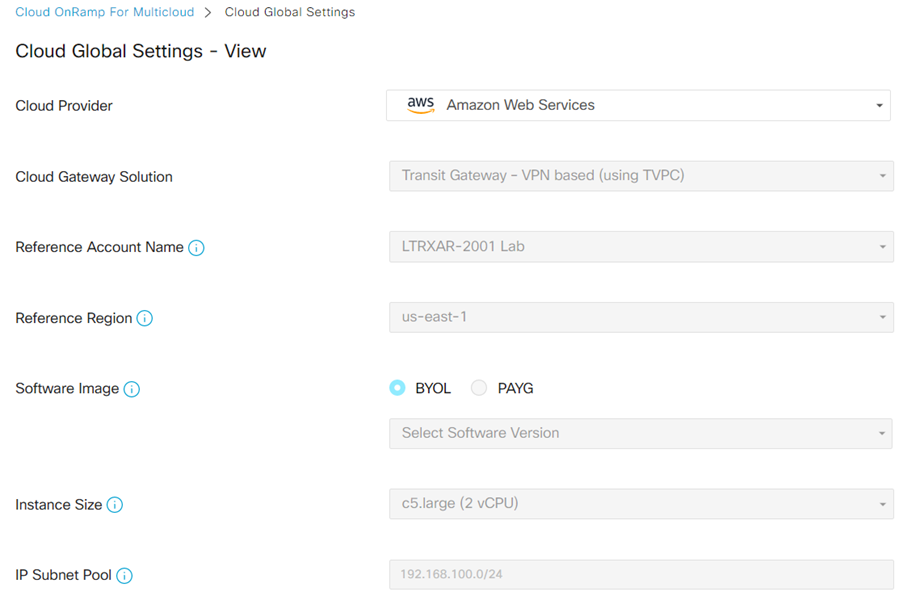 Cloud OnRamp For Multicloud > Cloud Global Settings
Cloud Global Settings - View
Cloud Provider
aws Amazon Web Services
Cloud Gateway Solution
Transit Gateway - VPN based (using TVPC)
Reference Account Name
LTRXAR-2001 Lab
Reference Region
us-east-1
Software Image
BYOL PAYG
Select Software Version
Instance Size
c5.large (2 vCPU)
IP Subnet Pool
192.168.100.0/24